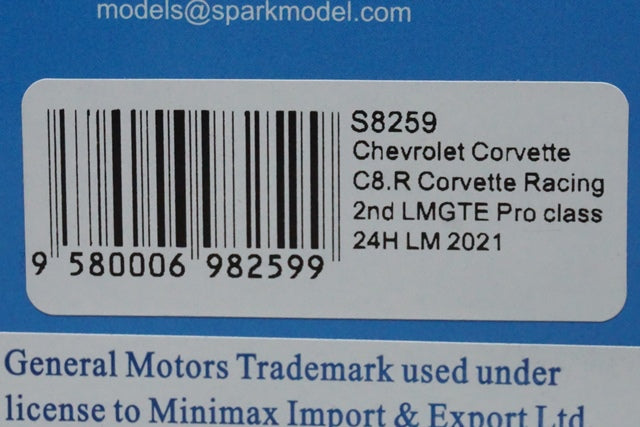 models@sparkmodel.com
S8259
Chevrolet Corvette
C8.R Corvette Racing
2nd LMGTE Pro class
24H LM 2021
9 580006 982599
General Motors Trademark used under
license to Minimax Import & Export Ltd.